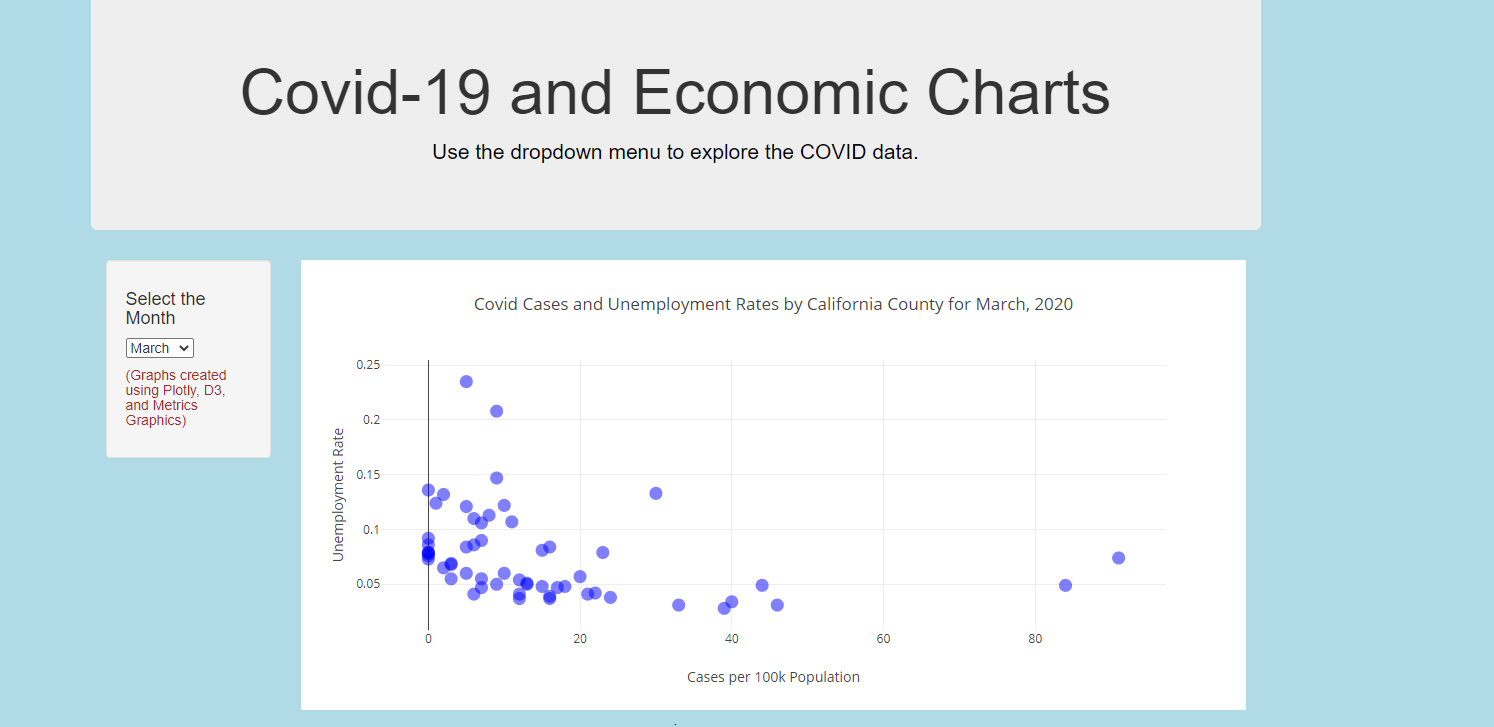 Covid-19 and Economic Charts
Use the dropdown menu to explore the COVID data.
Select the
Month
March
(Graphs created
using Plotly, D3,
and Metrics
Graphics)
Covid Cases and Unemployment Rates by California County for March, 2020
Unemployment Rate
0.25
0.2
0.15
0.1
0.05
0 20 40 60 80
Cases per 100k Population